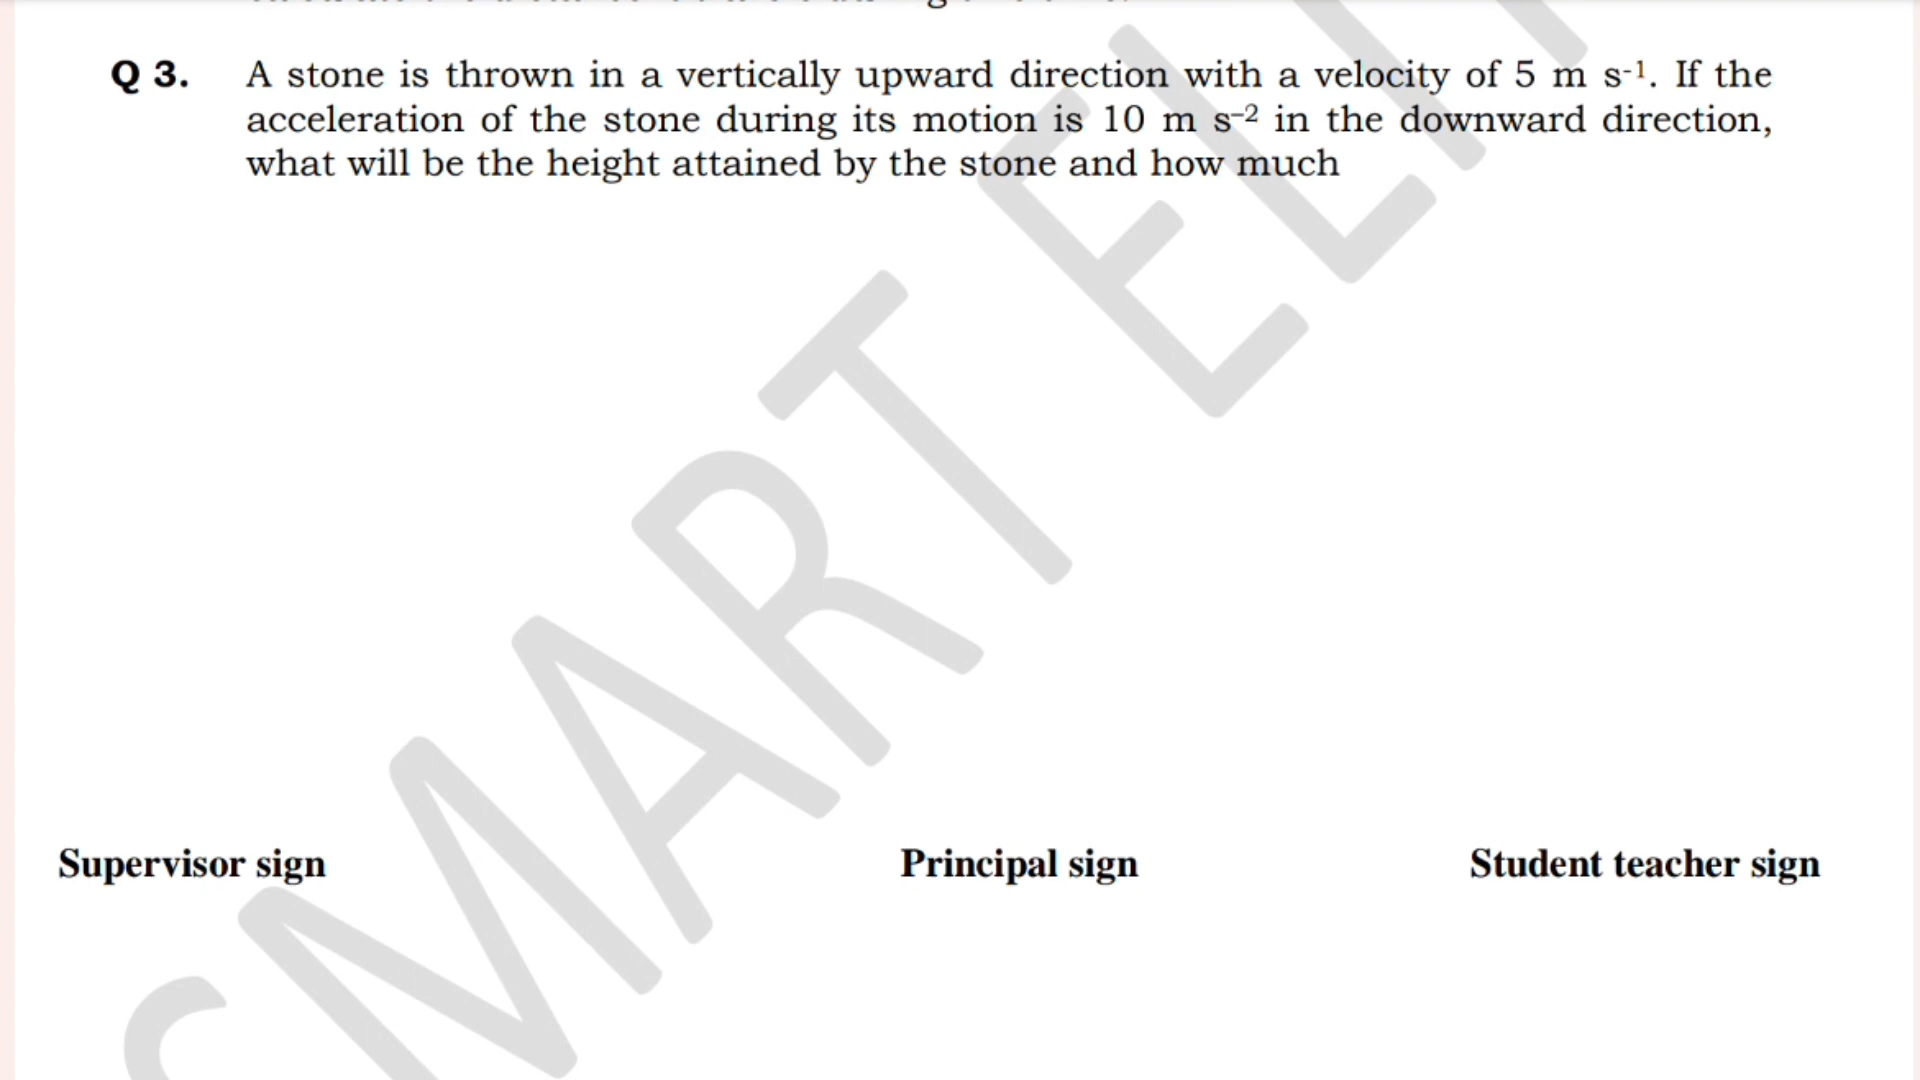 Q 3. A stone is thrown in a vertically upward direction with a velocity of 5 m s-1. If the
acceleration of the stone during its motion is 10 m s–2 in the downward direction,
what will be the height attained by the stone and how much
SMART
Supervisor sign Principal sign Student teacher sign